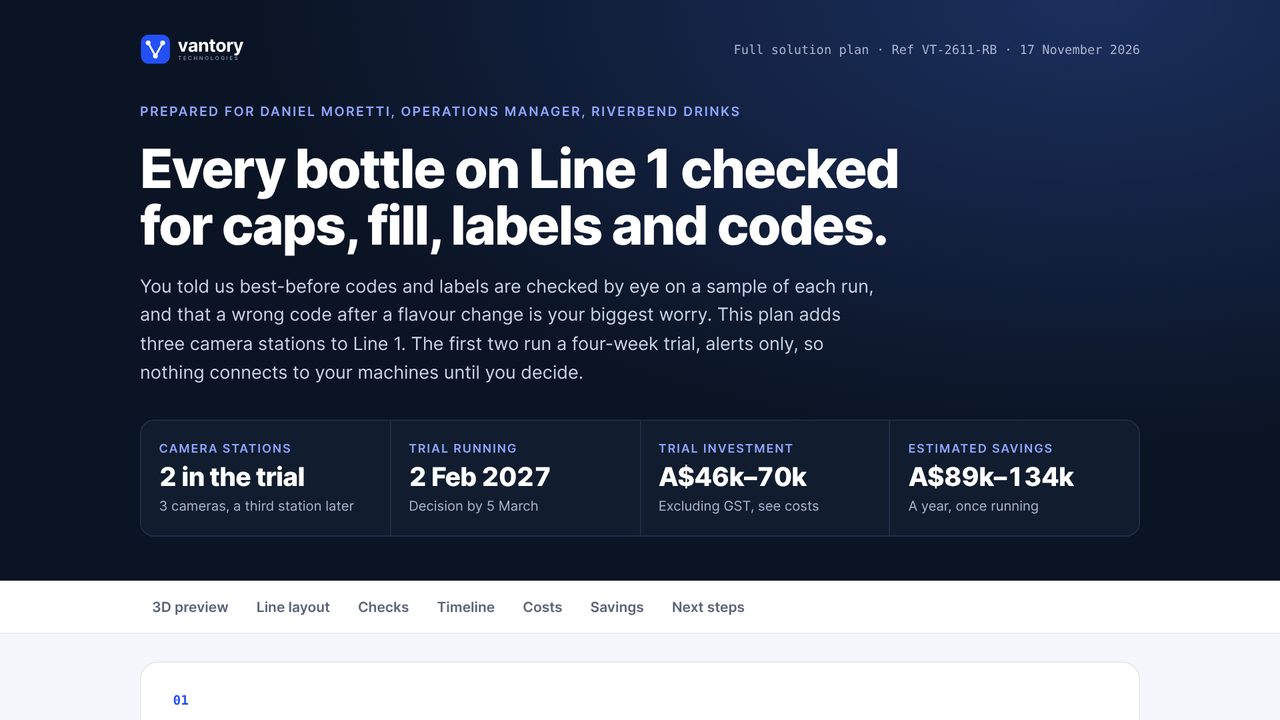 vantory
TECHNOLOGIES
Full solution plan · Ref VT-2611-RB · 17 November 2026
PREPARED FOR DANIEL MORETTI, OPERATIONS MANAGER, RIVERBEND DRINKS
Every bottle on Line 1 checked
for caps, fill, labels and codes.
You told us best-before codes and labels are checked by eye on a sample of each run,
and that a wrong code after a flavour change is your biggest worry. This plan adds
three camera stations to Line 1. The first two run a four-week trial, alerts only, so
nothing connects to your machines until you decide.
CAMERA STATIONS
2 in the trial
3 cameras, a third station later
TRIAL RUNNING
2 Feb 2027
Decision by 5 March
TRIAL INVESTMENT
A$46k–70k
Excluding GST, see costs
ESTIMATED SAVINGS
A$89k–134k
A year, once running
3D preview
Line layout
Checks
Timeline
Costs
Savings
Next steps
01